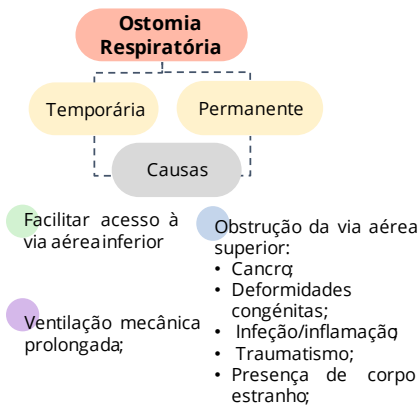 Ostomia
Respiratória
Temporária
Permanente
Causas
Facilitar acesso à
via aérea inferior
Ventilação mecânica
prolongada;
Obstrução da via aérea
superior:
• Cancro;
• Deformidades
congénitas;
• Infeção/inflamação;
• Traumatismo;
• Presença de corpo
estranho;